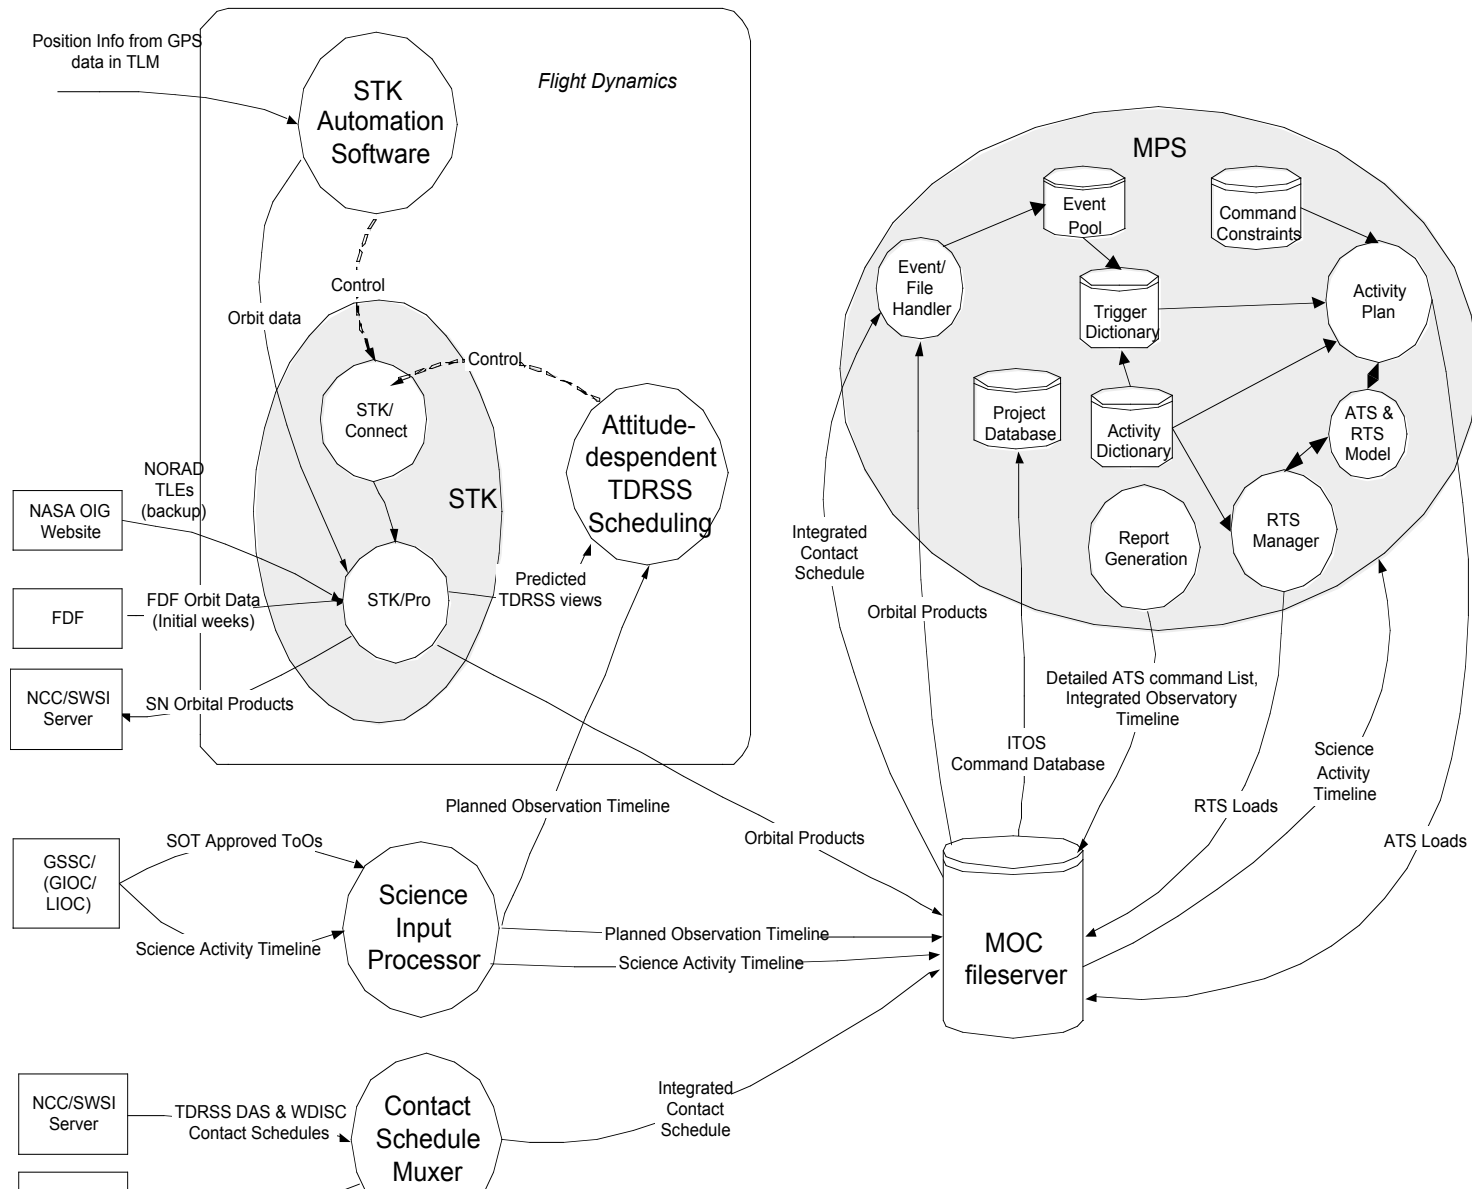 Position Info from GPS
data in TLM
STK
Automation
Software
Flight Dynamics
Control
Orbit data
Control
STK/
Connect
STK
Attitude-
despendent
TDRSS
Scheduling
NORAD
TLEs
(backup)
NASA OIG
Website
FDF
FDF Orbit Data
(Initial weeks)
STK/Pro
Predicted
TDRSS views
NCC/SWSI
Server
SN Orbital Products
MPS
Event
Pool
Command
Constraints
Event/
File
Handler
Trigger
Dictionary
Activity
Plan
Project
Database
Activity
Dictionary
ATS &
RTS
Model
Report
Generation
RTS
Manager
Integrated
Contact
Schedule
Orbital Products
Detailed ATS command List,
Integrated Observatory
Timeline
ITOS
Command Database
Science
Activity
Timeline
RTS Loads
ATS Loads
Planned Observation Timeline
Orbital Products
GSSC/
(GIOC/
LIOC)
SOT Approved ToOs
Science Activity Timeline
Science
Input
Processor
Planned Observation Timeline
Science Activity Timeline
MOC
fileserver
NCC/SWSI
Server
TDRSS DAS & WDISC
Contact Schedules
Contact
Schedule
Muxer
Integrated
Contact
Schedule